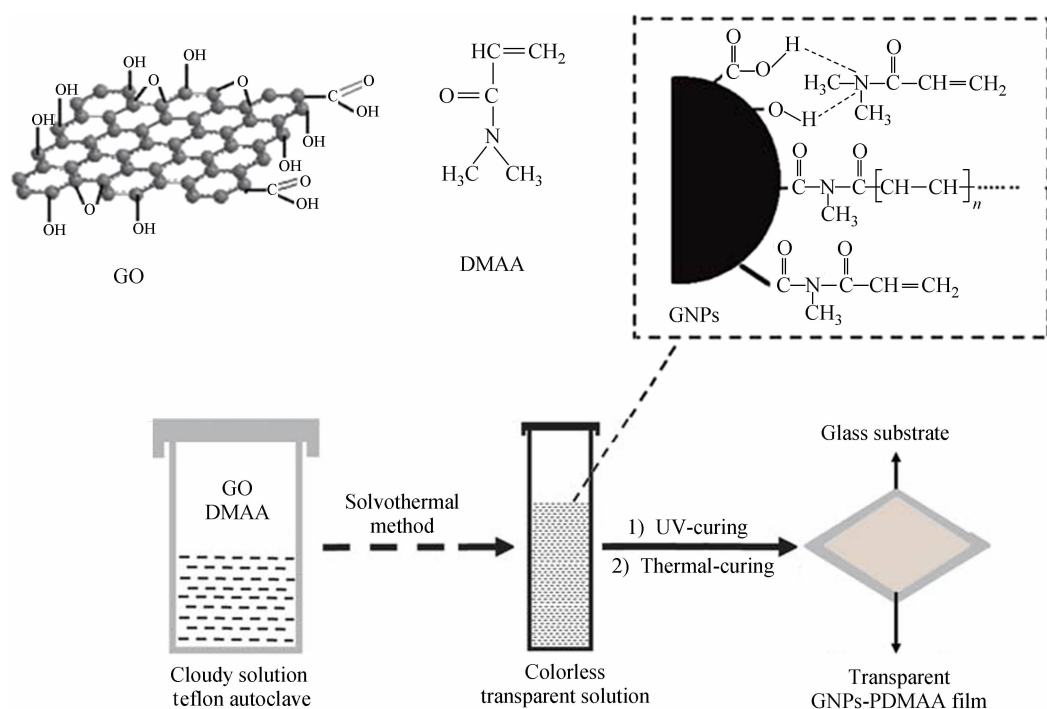 OH
O
OH
O
OH
C
O
OH
OH
OH
OH
O
OH
OH
C
O
OH
GO
HC=CH₂
O=C
N
H₃C CH₃
DMAA
O
C
O
H
O
H₃C—N—C—CH=CH₂
CH₃
O—H
O O
C—N—C—[CH—CH]ₙ
CH₃
O O
C—N—C—CH=CH₂
CH₃
GNPs
GO
DMAA
Cloudy solution
teflon autoclave
Solvothermal
method
Colorless
transparent solution
1) UV-curing
2) Thermal-curing
Glass substrate
Transparent
GNPs-PDMAA film